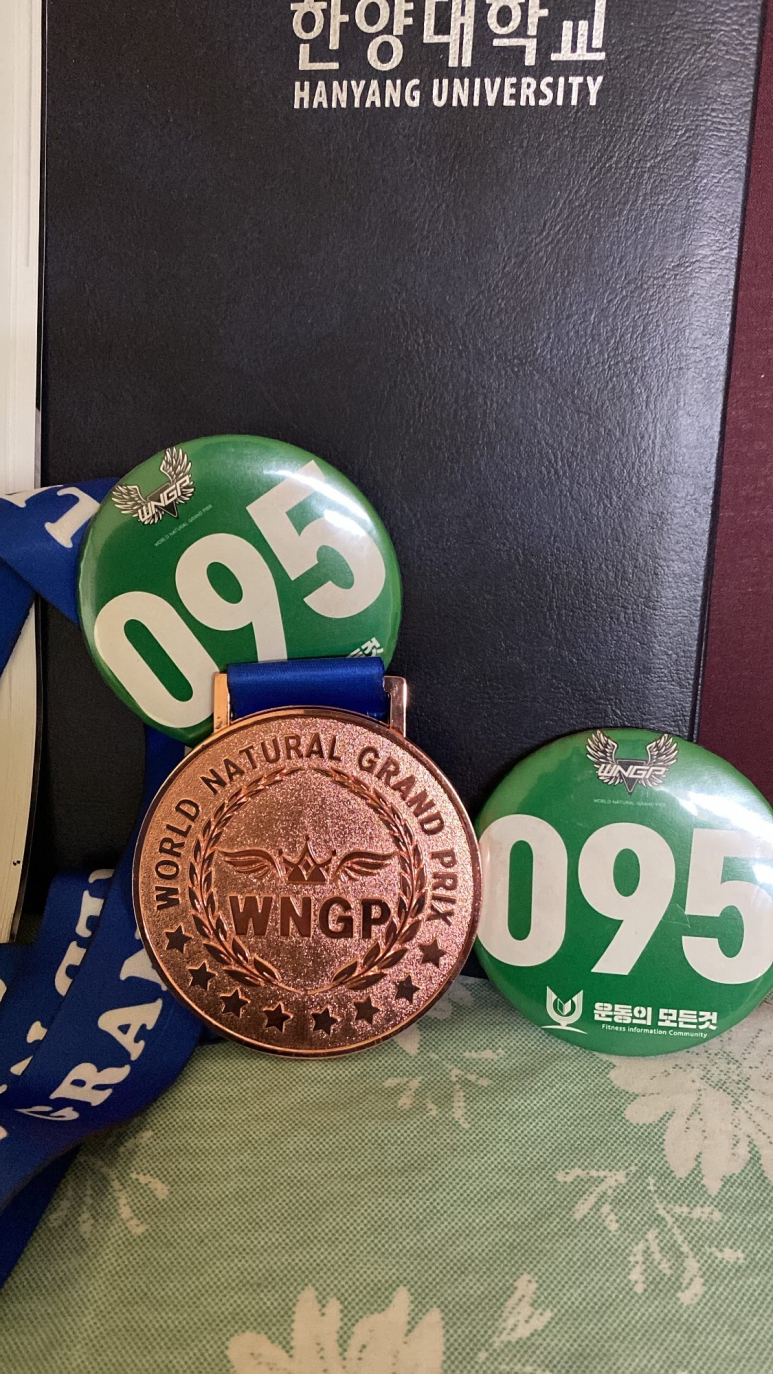 한양대학교
HANYANG UNIVERSITY
WNGP
WORLD NATURAL GRAND PRIX
095
WORLD NATURAL GRAND PRIX
WNGP
WNGP
WORLD NATURAL GRAND PRIX
095
운동의 모든것
Fitness Information Community
GRAN